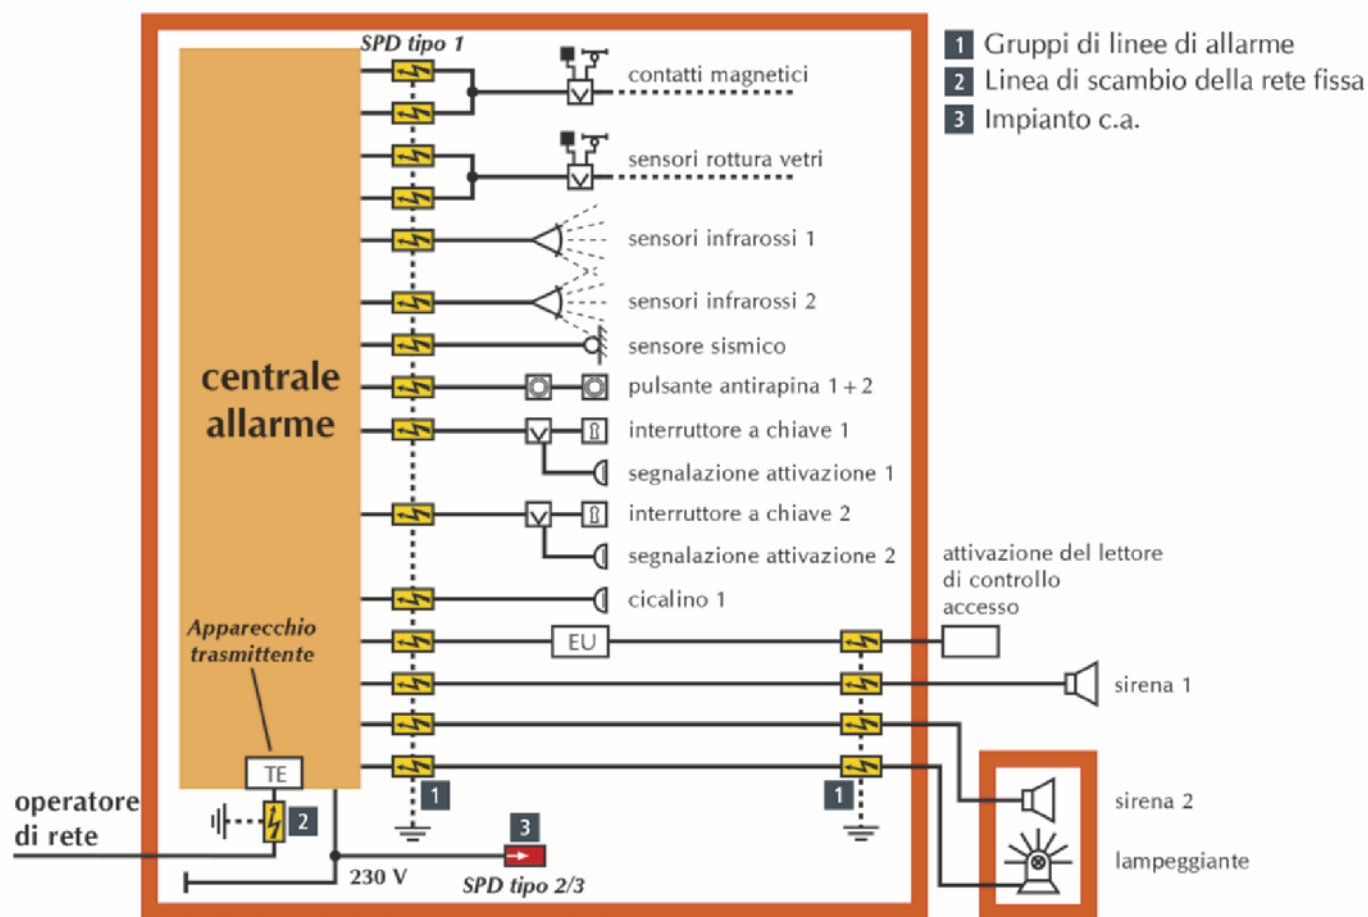 SPD tipo 1
contatti magnetici
sensori rottura vetri
sensori infrarossi 1
sensori infrarossi 2
sensore sismico
pulsante antirapina 1+2
interruttore a chiave 1
segnalazione attivazione 1
interruttore a chiave 2
segnalazione attivazione 2
cicalino 1
centrale
allarme
Apparecchio
trasmittente
TE
EU
operatore
di rete
2
1
1
3
230 V
SPD tipo 2/3
1 Gruppi di linee di allarme
2 Linea di scambio della rete fissa
3 Impianto c.a.
attivazione del lettore
di controllo
accesso
sirena 1
sirena 2
lampeggiante